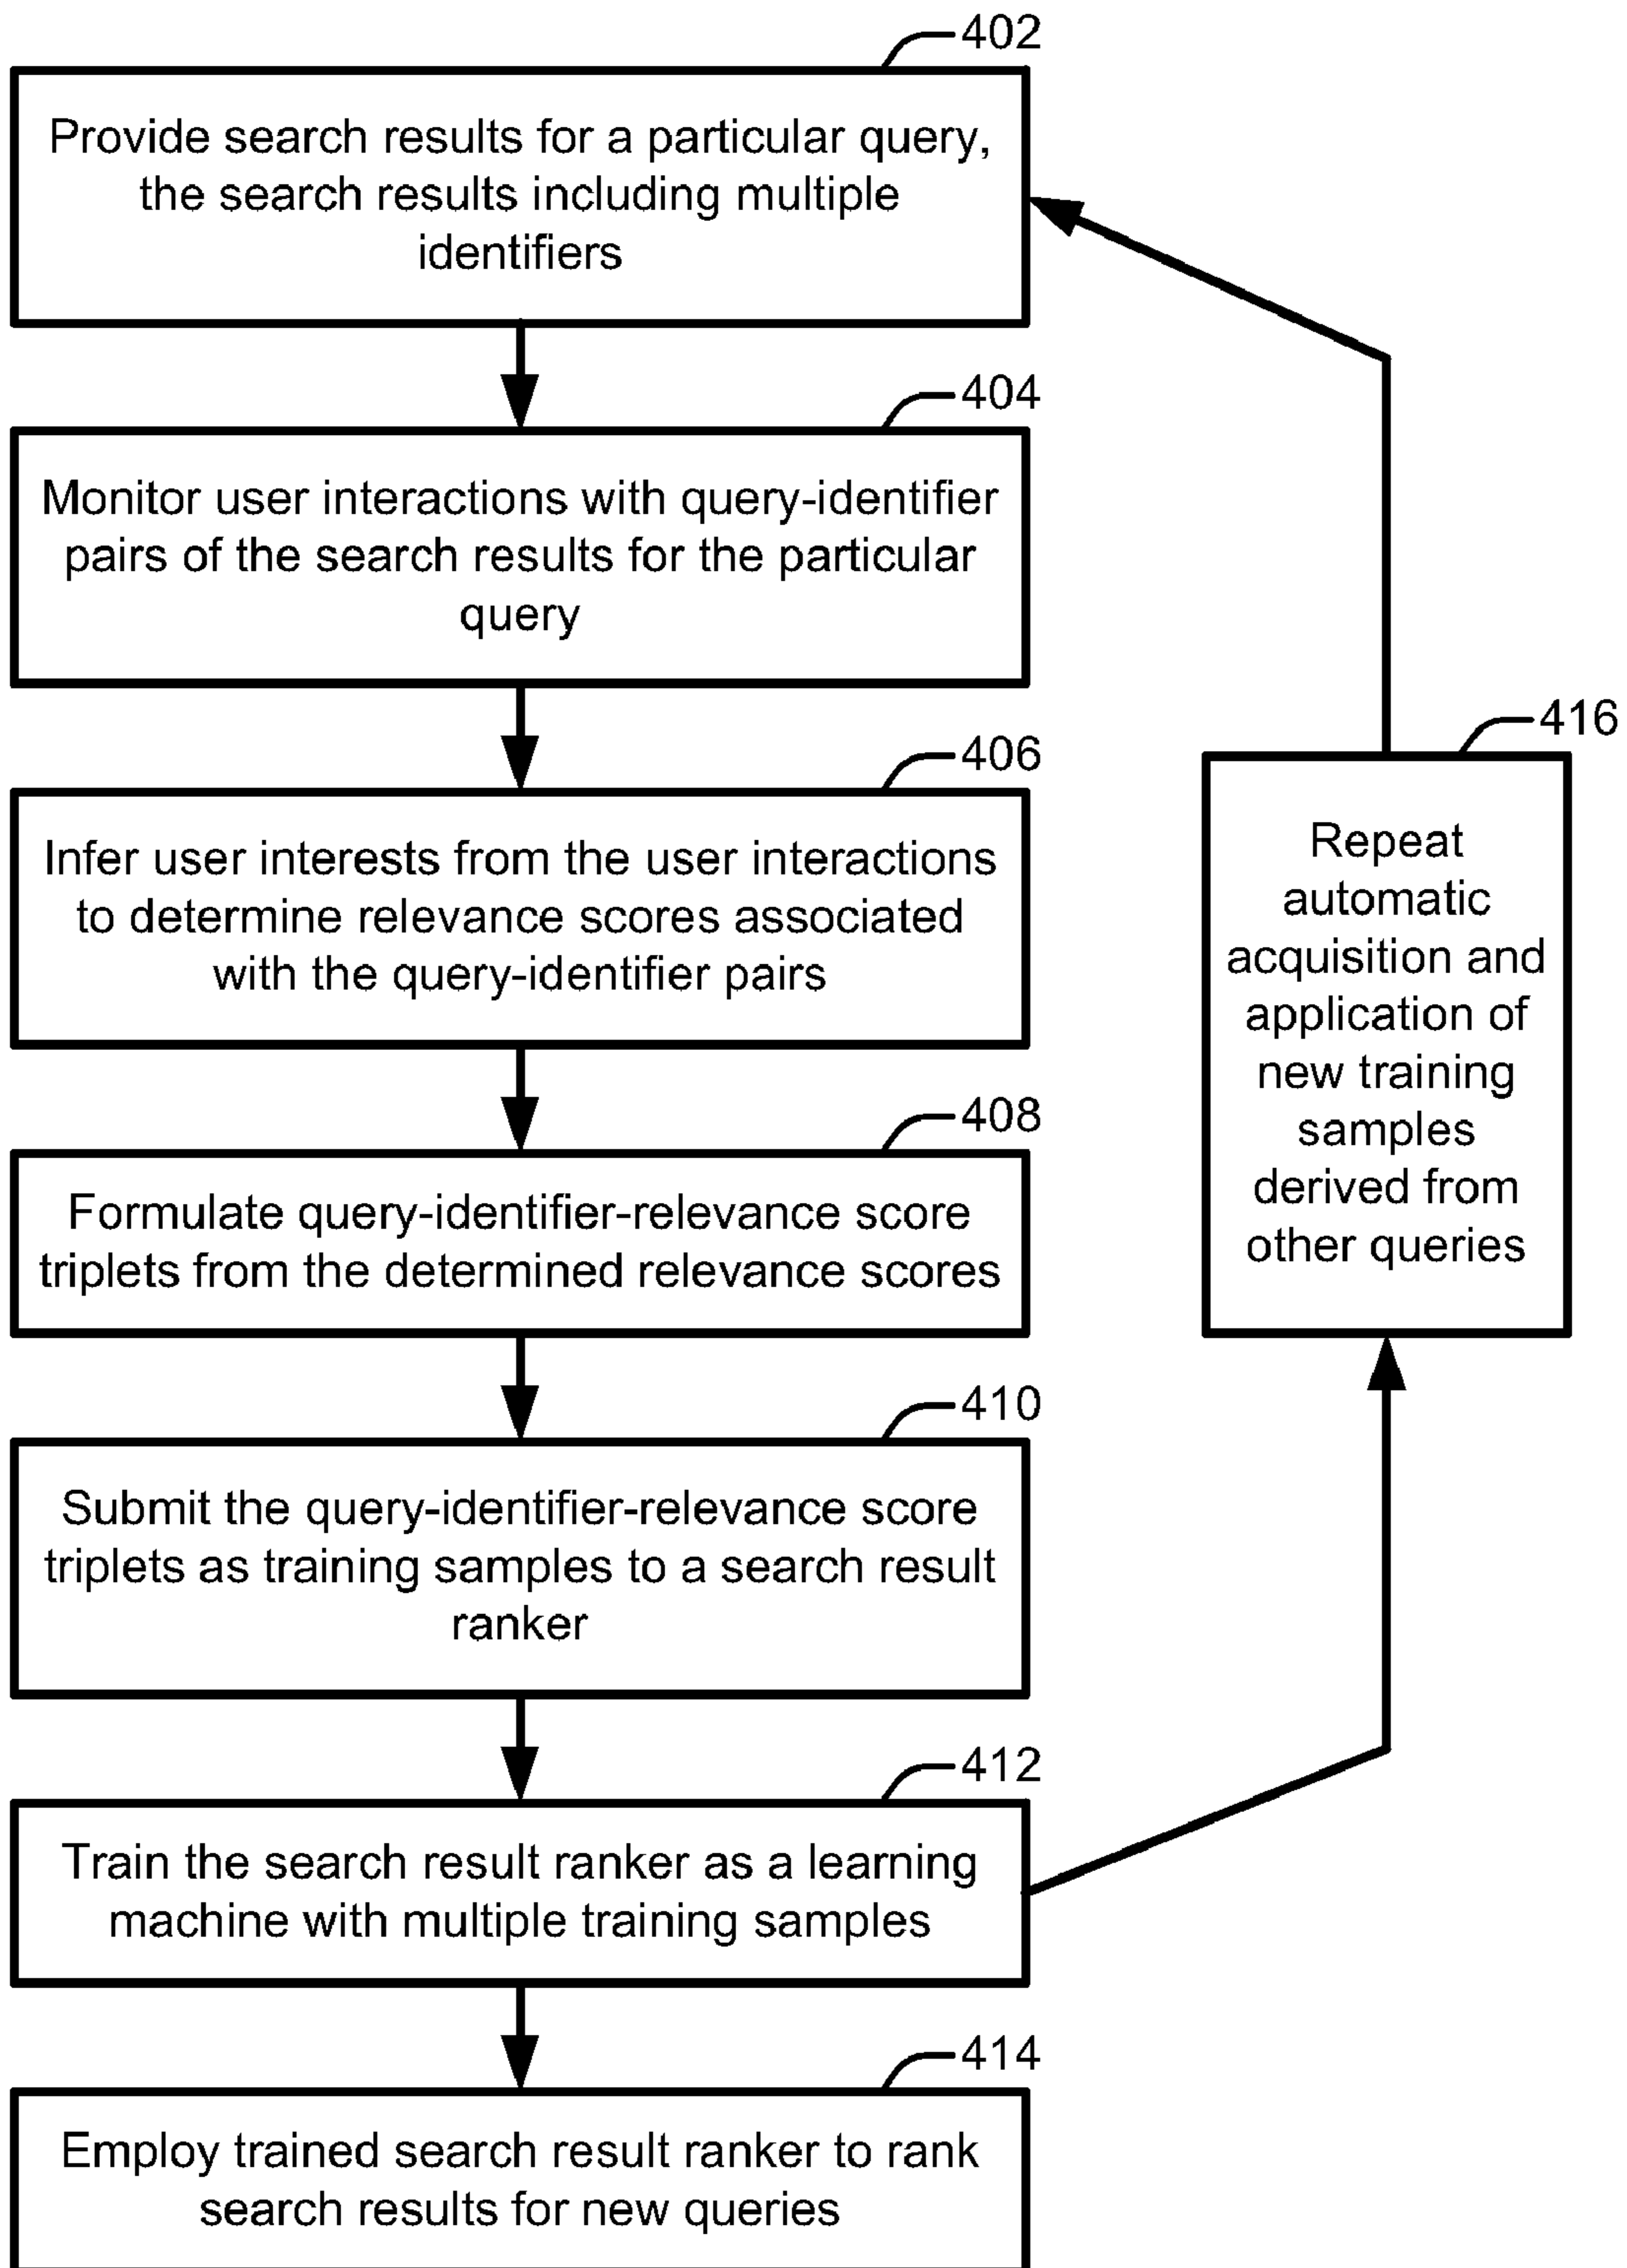 402
Provide search results for a particular query,
the search results including multiple
identifiers
404
Monitor user interactions with query-identifier
pairs of the search results for the particular
query
406
Infer user interests from the user interactions
to determine relevance scores associated
with the query-identifier pairs
408
Formulate query-identifier-relevance score
triplets from the determined relevance scores
410
Submit the query-identifier-relevance score
triplets as training samples to a search result
ranker
412
Train the search result ranker as a learning
machine with multiple training samples
414
Employ trained search result ranker to rank
search results for new queries
416
Repeat
automatic
acquisition and
application of
new training
samples
derived from
other queries